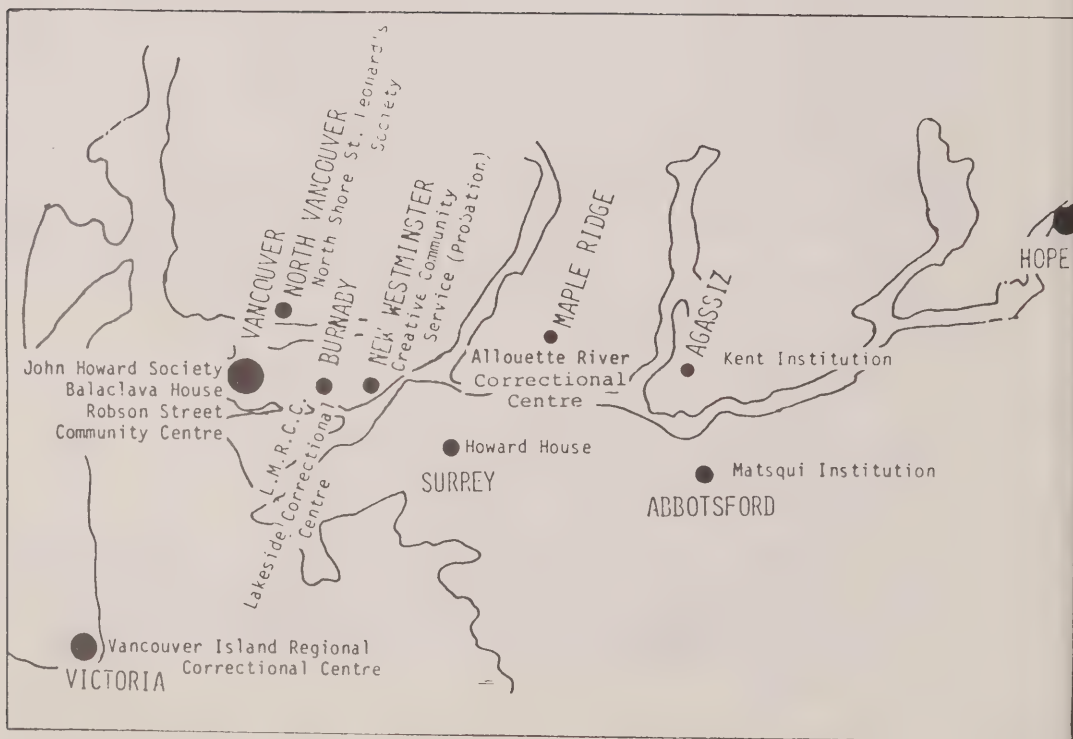 VANCOUVER
NORTH VANCOUVER
North Shore St. Leonard's
Society
BURNABY
NEW WESTMINSTER
Creative Community
Service (Probation)
MAPLE RIDGE
AGASSIZ
HOPE
John Howard Society
Balaclava House
Robson Street
Community Centre
Allouette River
Correctional
Centre
Kent Institution
L.M.R.C.C.
Lakeside Correctional
Centre
Howard House
SURREY
Matsqui Institution
ABBOTSFORD
Vancouver Island Regional
Correctional Centre
VICTORIA